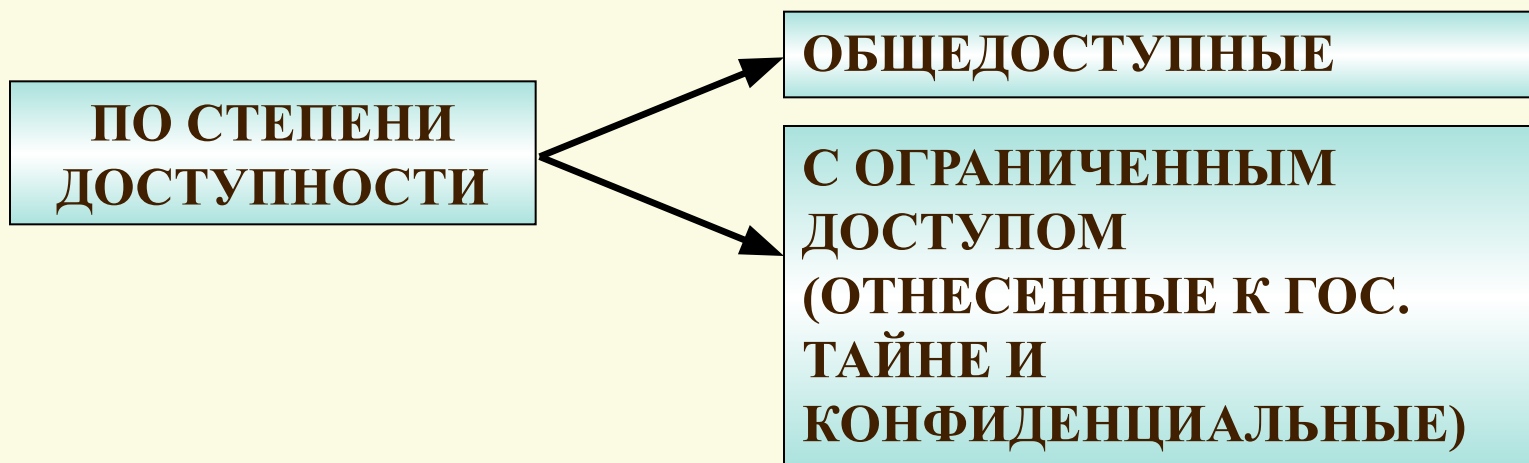 ПО СТЕПЕНИ
ДОСТУПНОСТИ
ОБЩЕДОСТУПНЫЕ
С ОГРАНИЧЕННЫМ
ДОСТУПОМ
(ОТНЕСЕННЫЕ К ГОС.
ТАЙНЕ И
КОНФИДЕНЦИАЛЬНЫЕ)